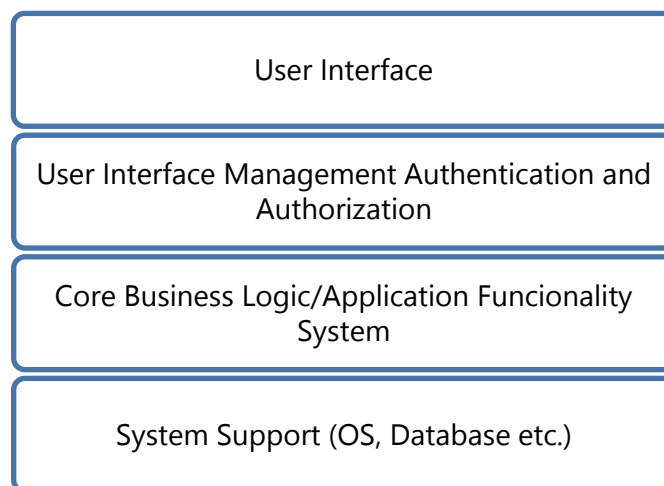 User Interface
User Interface Management Authentication and
Authorization
Core Business Logic/Application Funcionality
System
System Support (OS, Database etc.)